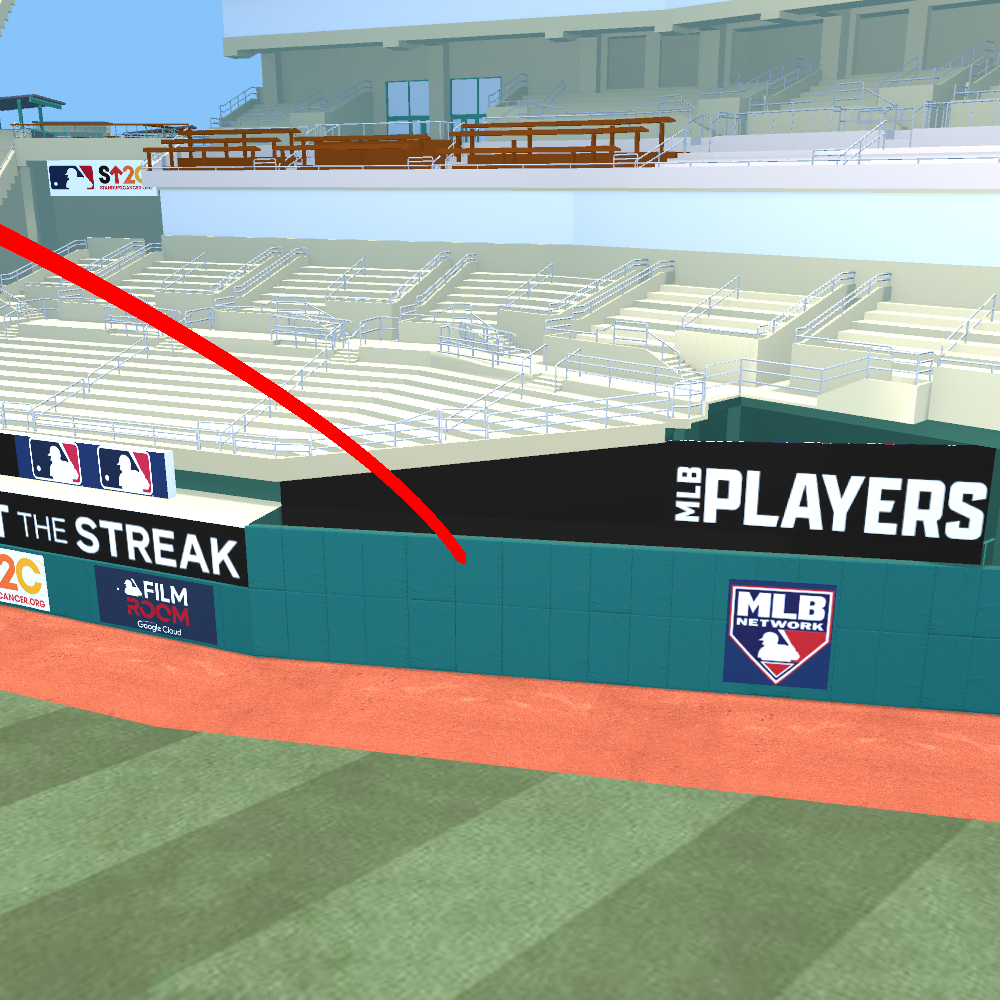 S↑2C
MLB
PLAYERS
T THE STREAK
2C
CANCER.ORG
FILM
ROOM
Google Cloud
MLB
NETWORK